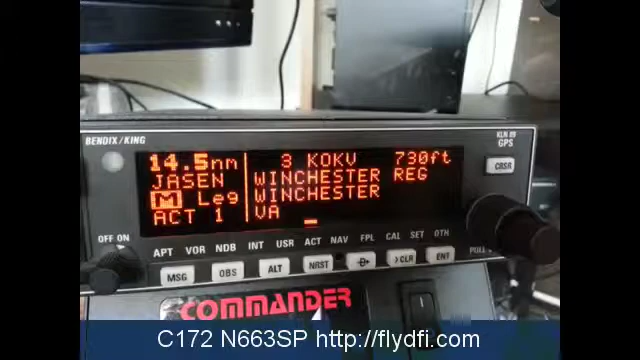 BENDIX/KING
KLN 89
GPS
14.5nm 3 KOKV 730ft
JASEN WINCHESTER REG
M Leg WINCHESTER
ACT 1 VA
CRSR
OFF ON
APT VOR NDB INT USR ACT NAV FPL CAL SET OTH
PULL
MSG OBS ALT NRST D CLR ENT
COMMANDER
C172 N663SP http://flydfi.com